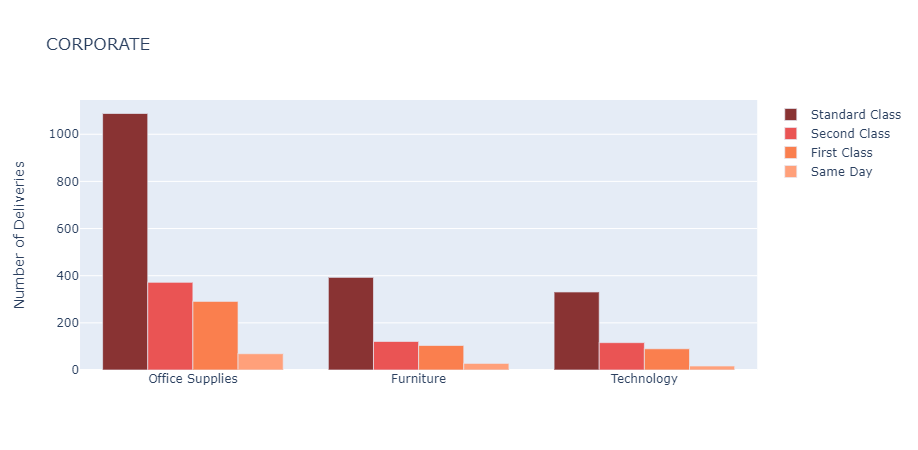 CORPORATE
Number of Deliveries
1000
800
600
400
200
0
Office Supplies
Furniture
Technology
Standard Class
Second Class
First Class
Same Day